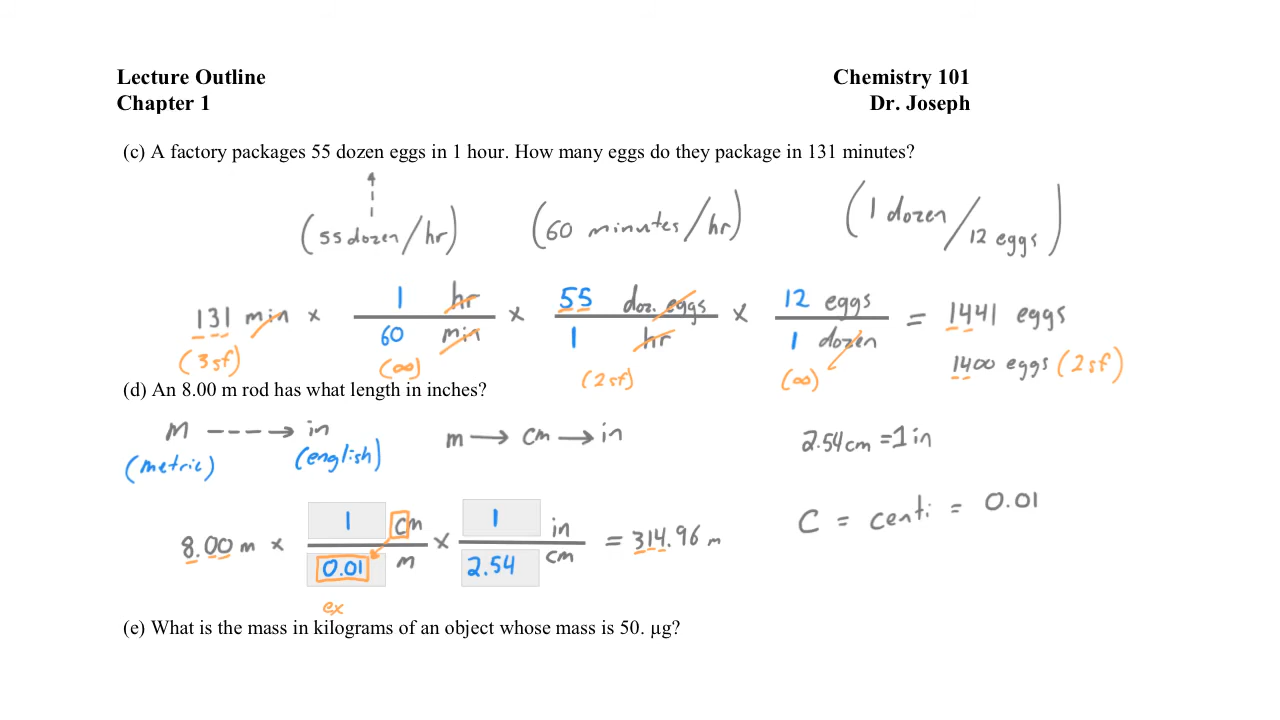 Lecture Outline Chemistry 101
Chapter 1 Dr. Joseph
(c) A factory packages 55 dozen eggs in 1 hour. How many eggs do they package in 131 minutes?
(55 dozen/hr) (60 minutes/hr) (1 dozen/12 eggs)
131 min × 1 hr / 60 min × 55 doz. eggs / 1 hr × 12 eggs / 1 dozen = 1441 eggs
(3sf) (∞) (2sf) (∞) 1400 eggs (2sf)
(d) An 8.00 m rod has what length in inches?
m ----→ in m → cm → in 2.54cm = 1 in
(metric) (english)
C = centi = 0.01
8.00 m × 1 cm / 0.01 m × 1 in / 2.54 cm = 314.96 m
ex
(e) What is the mass in kilograms of an object whose mass is 50. μg?